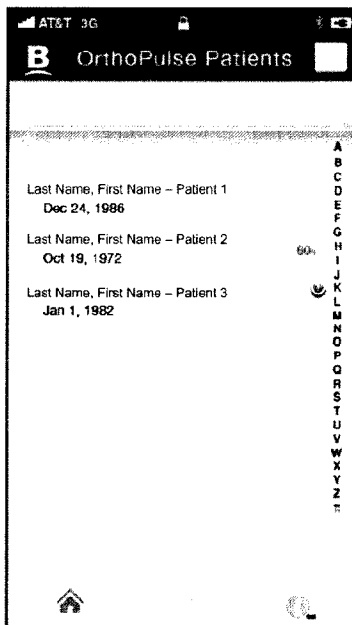 AT&T 3G
B OrthoPulse Patients
Last Name, First Name – Patient 1
Dec 24, 1986
Last Name, First Name – Patient 2
Oct 19, 1972
60%
Last Name, First Name – Patient 3
Jan 1, 1982
A
B
C
D
E
F
G
H
I
J
K
L
M
N
O
P
Q
R
S
T
U
V
W
X
Y
Z